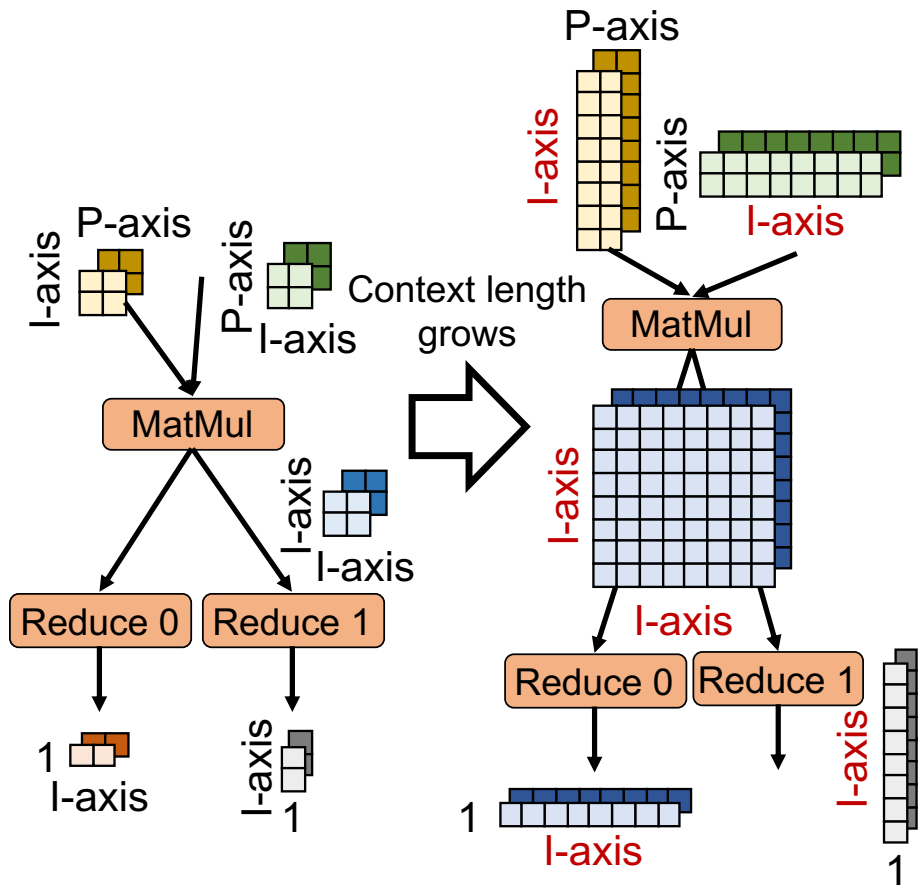 P-axis
I-axis
P-axis
I-axis
MatMul
I-axis
I-axis
Reduce 0
Reduce 1
1
I-axis
I-axis
1
Context length
grows
P-axis
I-axis
P-axis
I-axis
MatMul
I-axis
I-axis
Reduce 0
Reduce 1
1
I-axis
I-axis
1